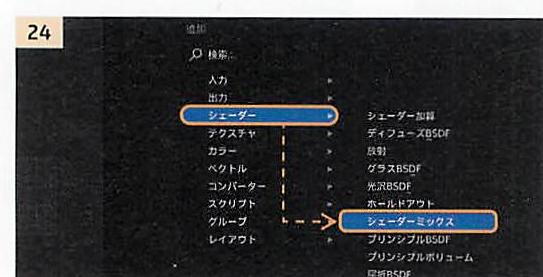 24
追加
検索...
入力
出力
シェーダー
テクスチャ
カラー
ベクトル
コンバーター
スクリプト
グループ
レイアウト
シェーダー加算
ディフューズBSDF
放射
グラスBSDF
光沢BSDF
ホールドアウト
シェーダーミックス
プリンシプルBSDF
プリンシプルボリューム
屈折BSDF